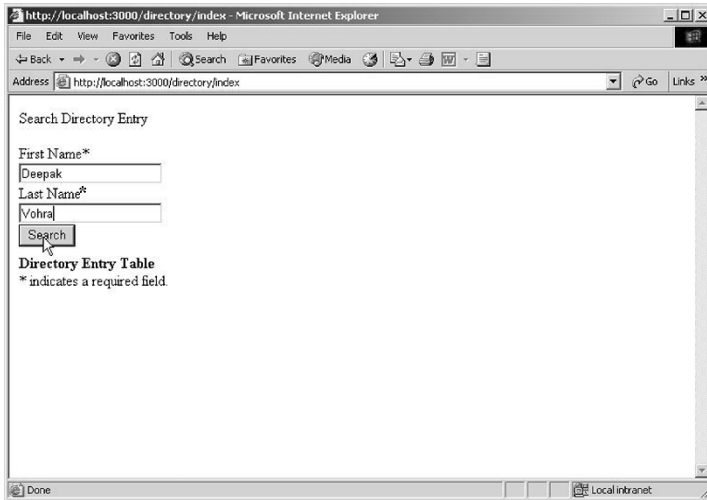 http://localhost:3000/directory/index - Microsoft Internet Explorer
File Edit View Favorites Tools Help
Back Search Favorites Media
Address http://localhost:3000/directory/index Go Links »
Search Directory Entry
First Name*
Deepak
Last Name*
Vohra
Search
Directory Entry Table
* indicates a required field.
Done Local intranet